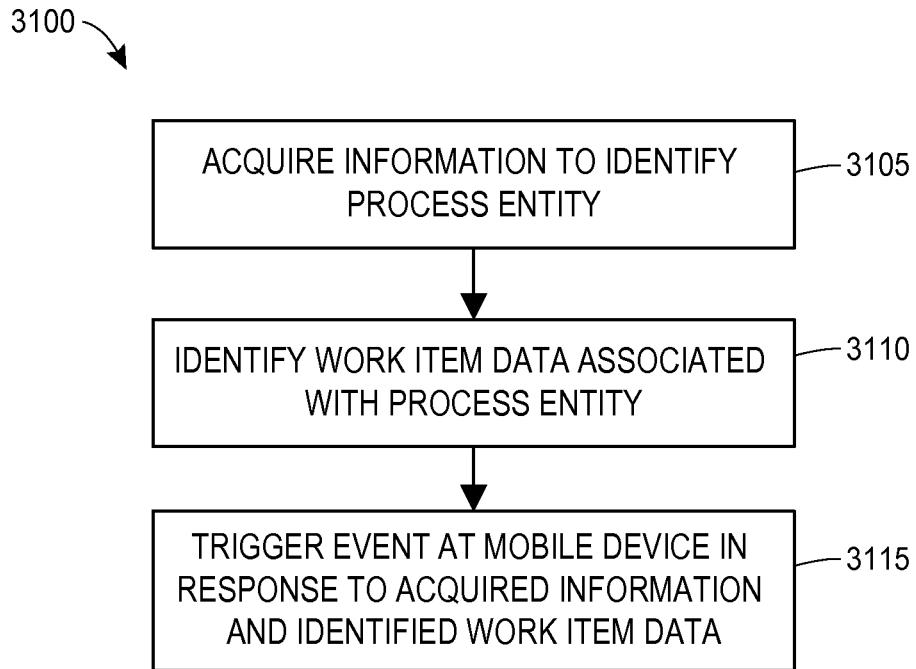 3100
ACQUIRE INFORMATION TO IDENTIFY
PROCESS ENTITY
3105
IDENTIFY WORK ITEM DATA ASSOCIATED
WITH PROCESS ENTITY
3110
TRIGGER EVENT AT MOBILE DEVICE IN
RESPONSE TO ACQUIRED INFORMATION
AND IDENTIFIED WORK ITEM DATA
3115